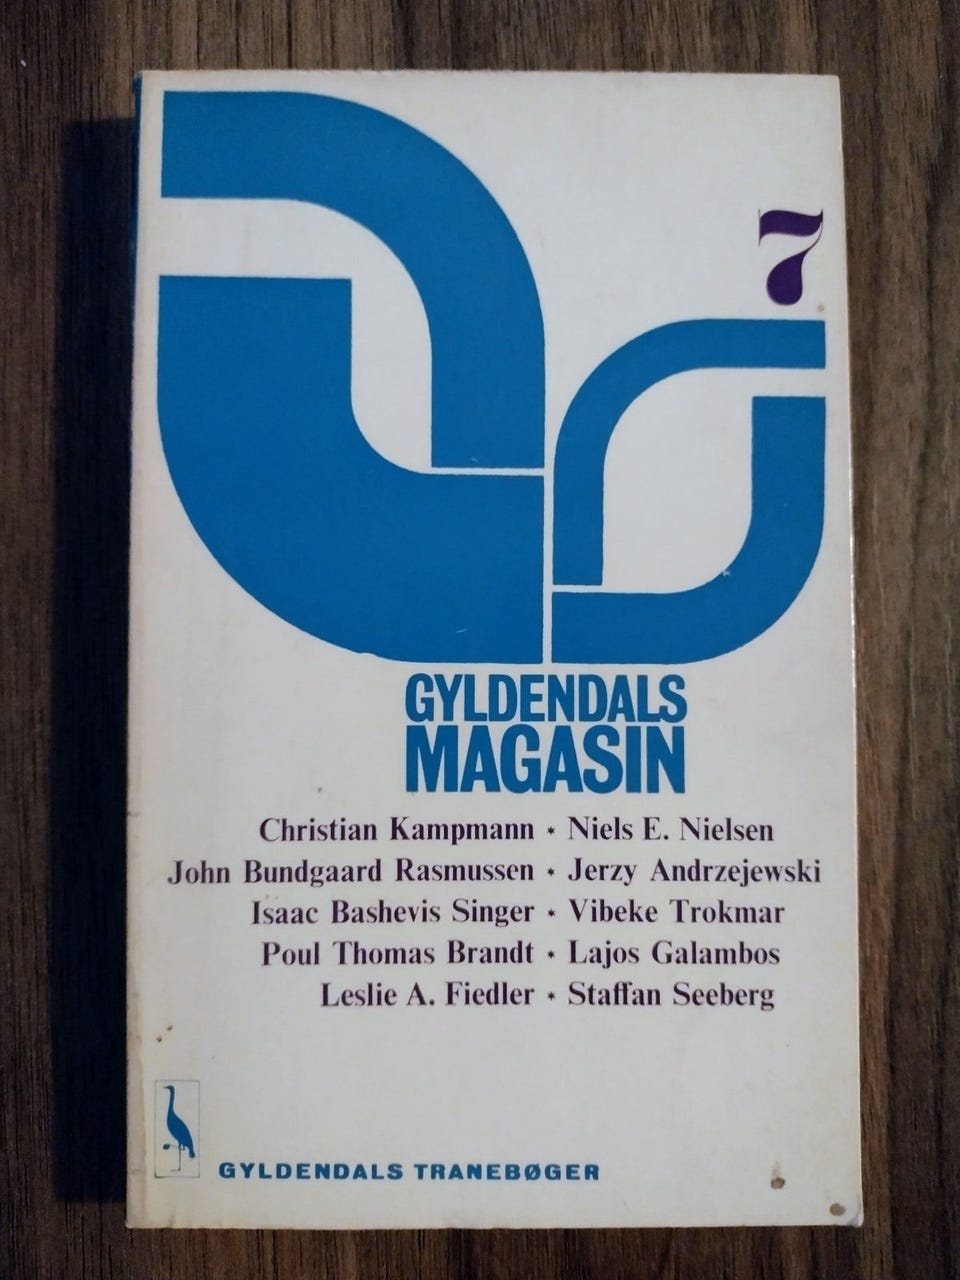 7
GYLDENDALS
MAGASIN
Christian Kampmann * Niels E. Nielsen
John Bundgaard Rasmussen * Jerzy Andrzejewski
Isaac Bashevis Singer * Vibeke Trokmar
Poul Thomas Brandt * Lajos Galambos
Leslie A. Fiedler * Staffan Seeberg
GYLDENDALS TRANEBØGER